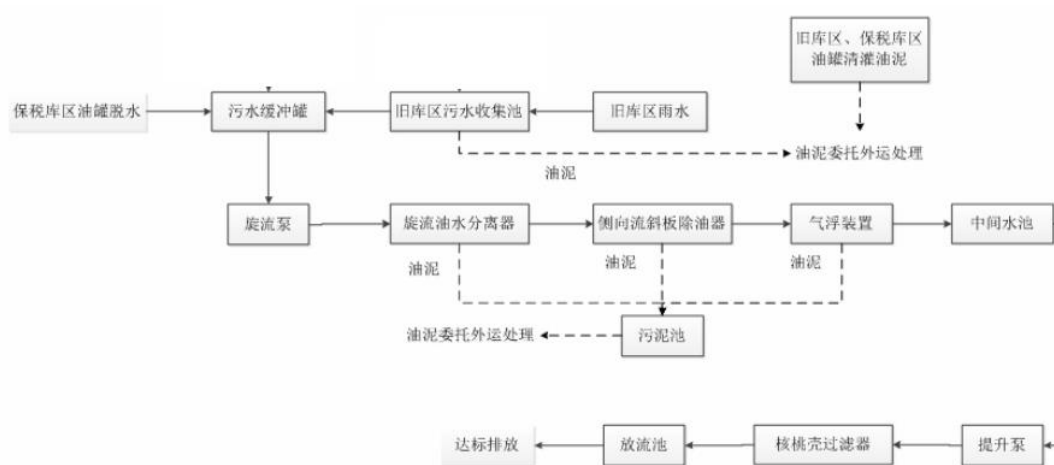 旧库区、保税库区
油罐清灌油泥
保税库区油罐脱水
污水缓冲罐
旧库区污水收集池
旧库区雨水
油泥委托外运处理
油泥
旋流泵
旋流油水分离器
侧向流斜板除油器
气浮装置
中间水池
油泥
油泥
油泥
油泥委托外运处理
污泥池
达标排放
放流池
核桃壳过滤器
提升泵